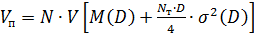 Vп = N · V [M(D) + (Nт·D)/4 · σ²(D)]